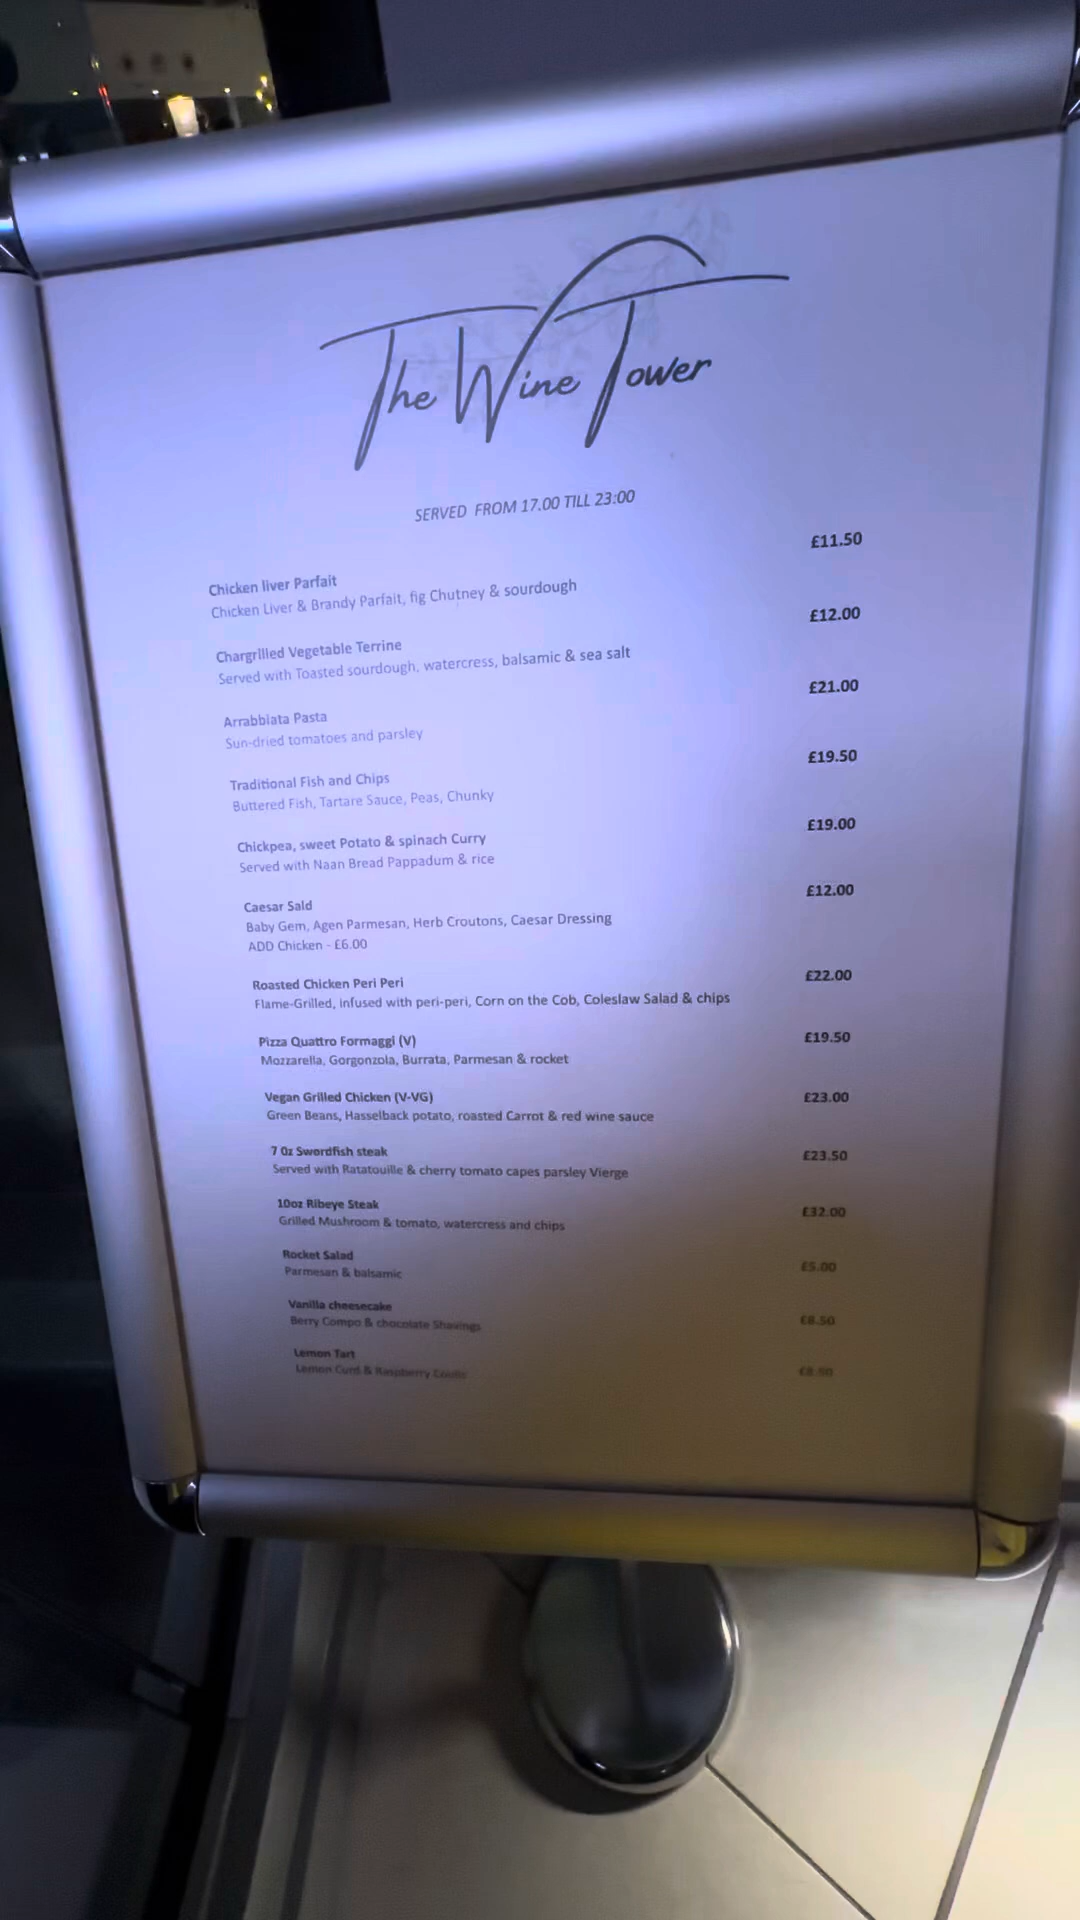 The Wine Tower
SERVED FROM 17.00 TILL 23:00
£11.50
Chicken liver Parfait
Chicken Liver & Brandy Parfait, fig Chutney & sourdough
£12.00
Chargrilled Vegetable Terrine
Served with Toasted sourdough, watercress, balsamic & sea salt
£21.00
Arrabbiata Pasta
Sun-dried tomatoes and parsley
£19.50
Traditional Fish and Chips
Buttered Fish, Tartare Sauce, Peas, Chunky
£19.00
Chickpea, sweet Potato & spinach Curry
Served with Naan Bread Pappadum & rice
£12.00
Caesar Sald
Baby Gem, Agen Parmesan, Herb Croutons, Caesar Dressing
ADD Chicken - £6.00
Roasted Chicken Peri Peri £22.00
Flame-Grilled, infused with peri-peri, Corn on the Cob, Coleslaw Salad & chips
Pizza Quattro Formaggi (V) £19.50
Mozzarella, Gorgonzola, Burrata, Parmesan & rocket
Vegan Grilled Chicken (V-VG) £23.00
Green Beans, Hasselback potato, roasted Carrot & red wine sauce
7 Oz Swordfish steak £23.50
Served with Ratatouille & cherry tomato capes parsley Vierge
10oz Ribeye Steak £32.00
Grilled Mushroom & tomato, watercress and chips
Rocket Salad £5.00
Parmesan & balsamic
Vanilla cheesecake £8.50
Berry Compo & chocolate Shavings
Lemon Tart £8.50
Lemon Curd & Raspberry Coulis